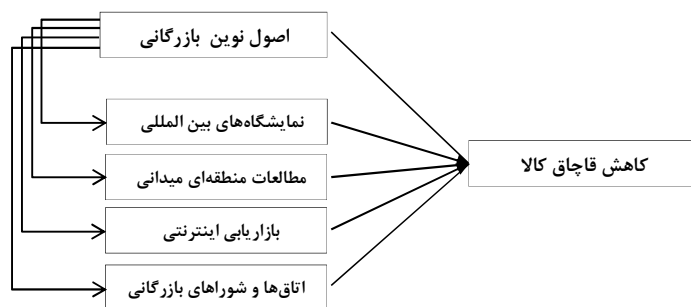 اصول نوین بازرگانی
نمایشگاه‌های بین المللی
کاهش قاچاق کالا
مطالعات منطقه‌ای میدانی
بازاریابی اینترنتی
اتاق‌ها و شوراهای بازرگانی